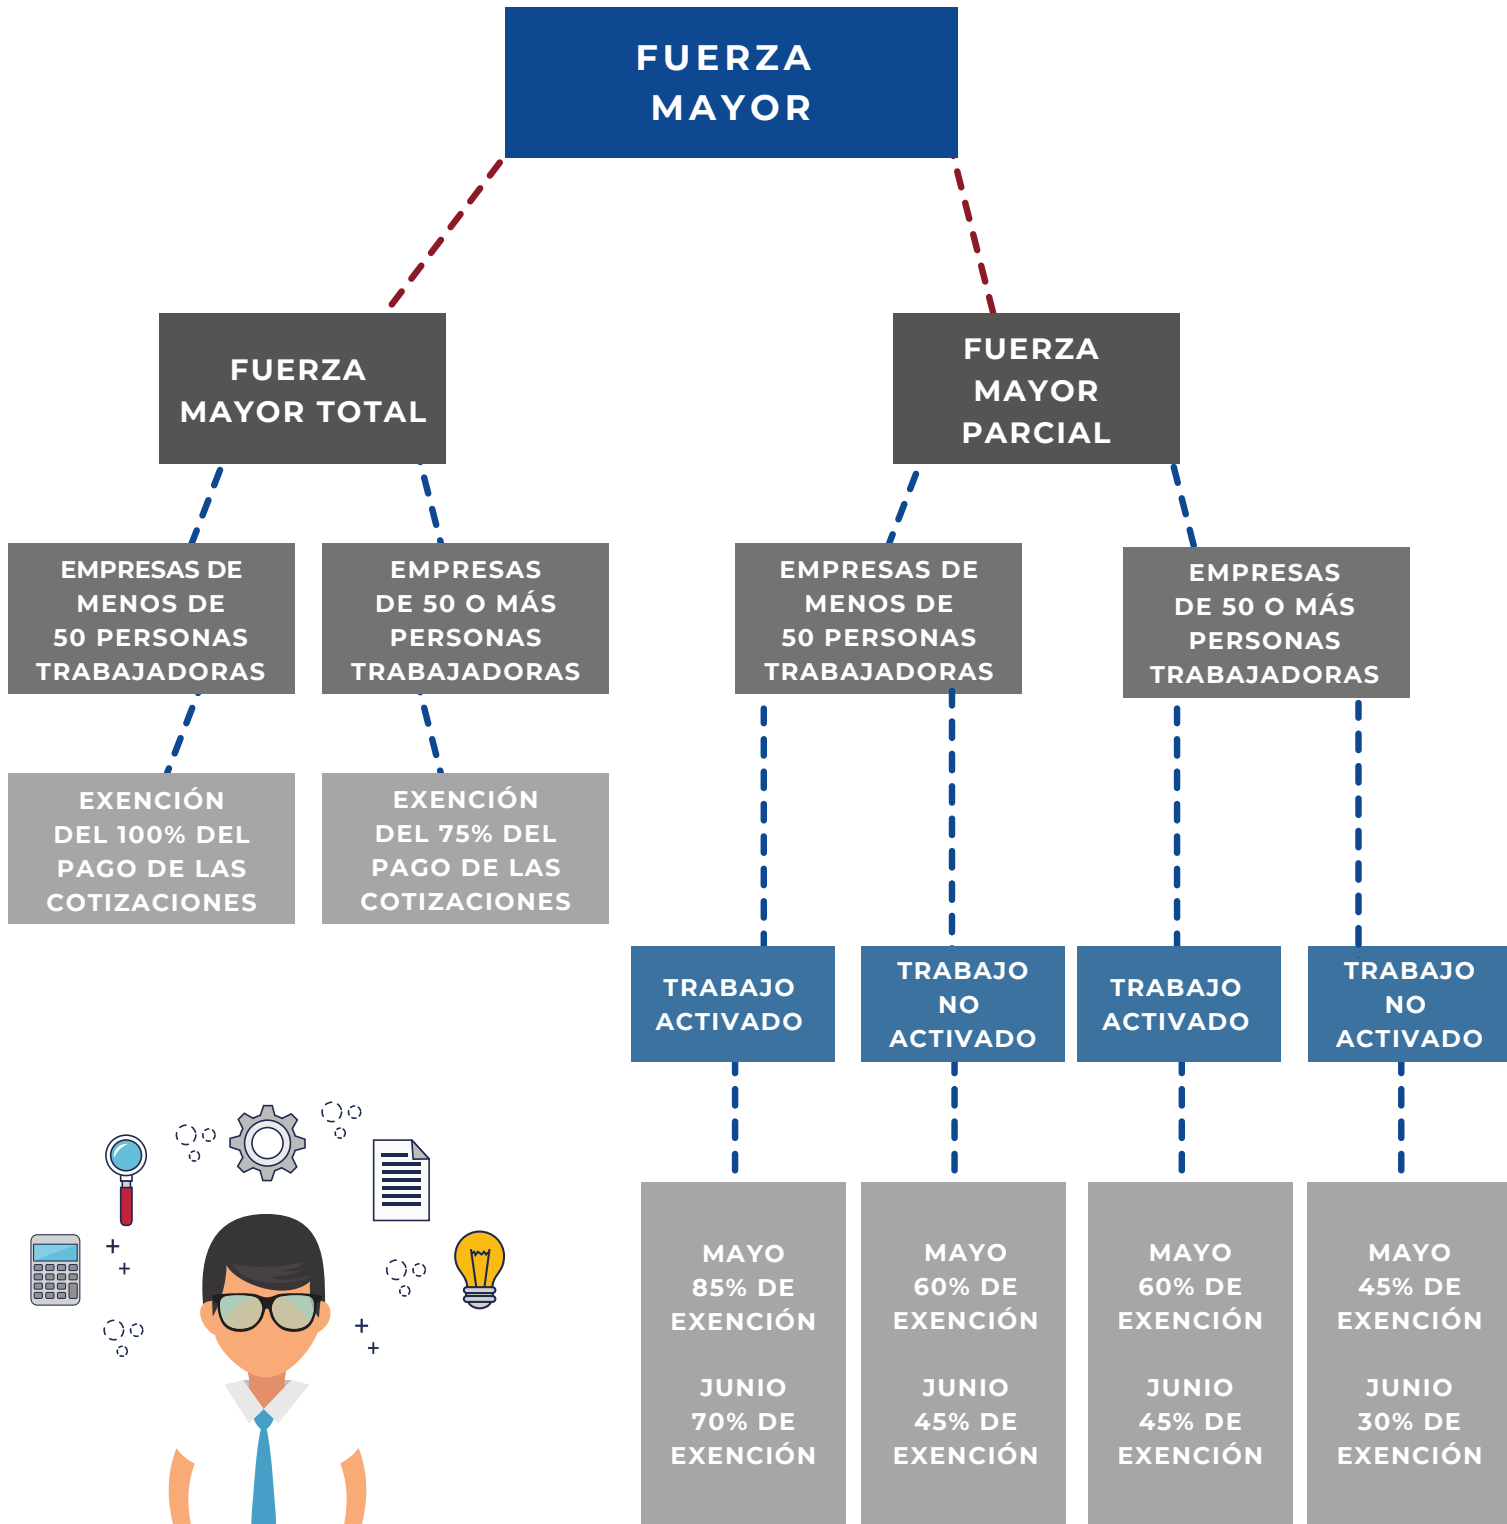 FUERZA
MAYOR
FUERZA
MAYOR TOTAL
FUERZA
MAYOR
PARCIAL
EMPRESAS DE
MENOS DE
50 PERSONAS
TRABAJADORAS
EMPRESAS
DE 50 O MÁS
PERSONAS
TRABAJADORAS
EMPRESAS DE
MENOS DE
50 PERSONAS
TRABAJADORAS
EMPRESAS
DE 50 O MÁS
PERSONAS
TRABAJADORAS
EXENCIÓN
DEL 100% DEL
PAGO DE LAS
COTIZACIONES
EXENCIÓN
DEL 75% DEL
PAGO DE LAS
COTIZACIONES
TRABAJO
ACTIVADO
TRABAJO
NO
ACTIVADO
TRABAJO
ACTIVADO
TRABAJO
NO
ACTIVADO
MAYO
85% DE
EXENCIÓN
JUNIO
70% DE
EXENCIÓN
MAYO
60% DE
EXENCIÓN
JUNIO
45% DE
EXENCIÓN
MAYO
60% DE
EXENCIÓN
JUNIO
45% DE
EXENCIÓN
MAYO
45% DE
EXENCIÓN
JUNIO
30% DE
EXENCIÓN